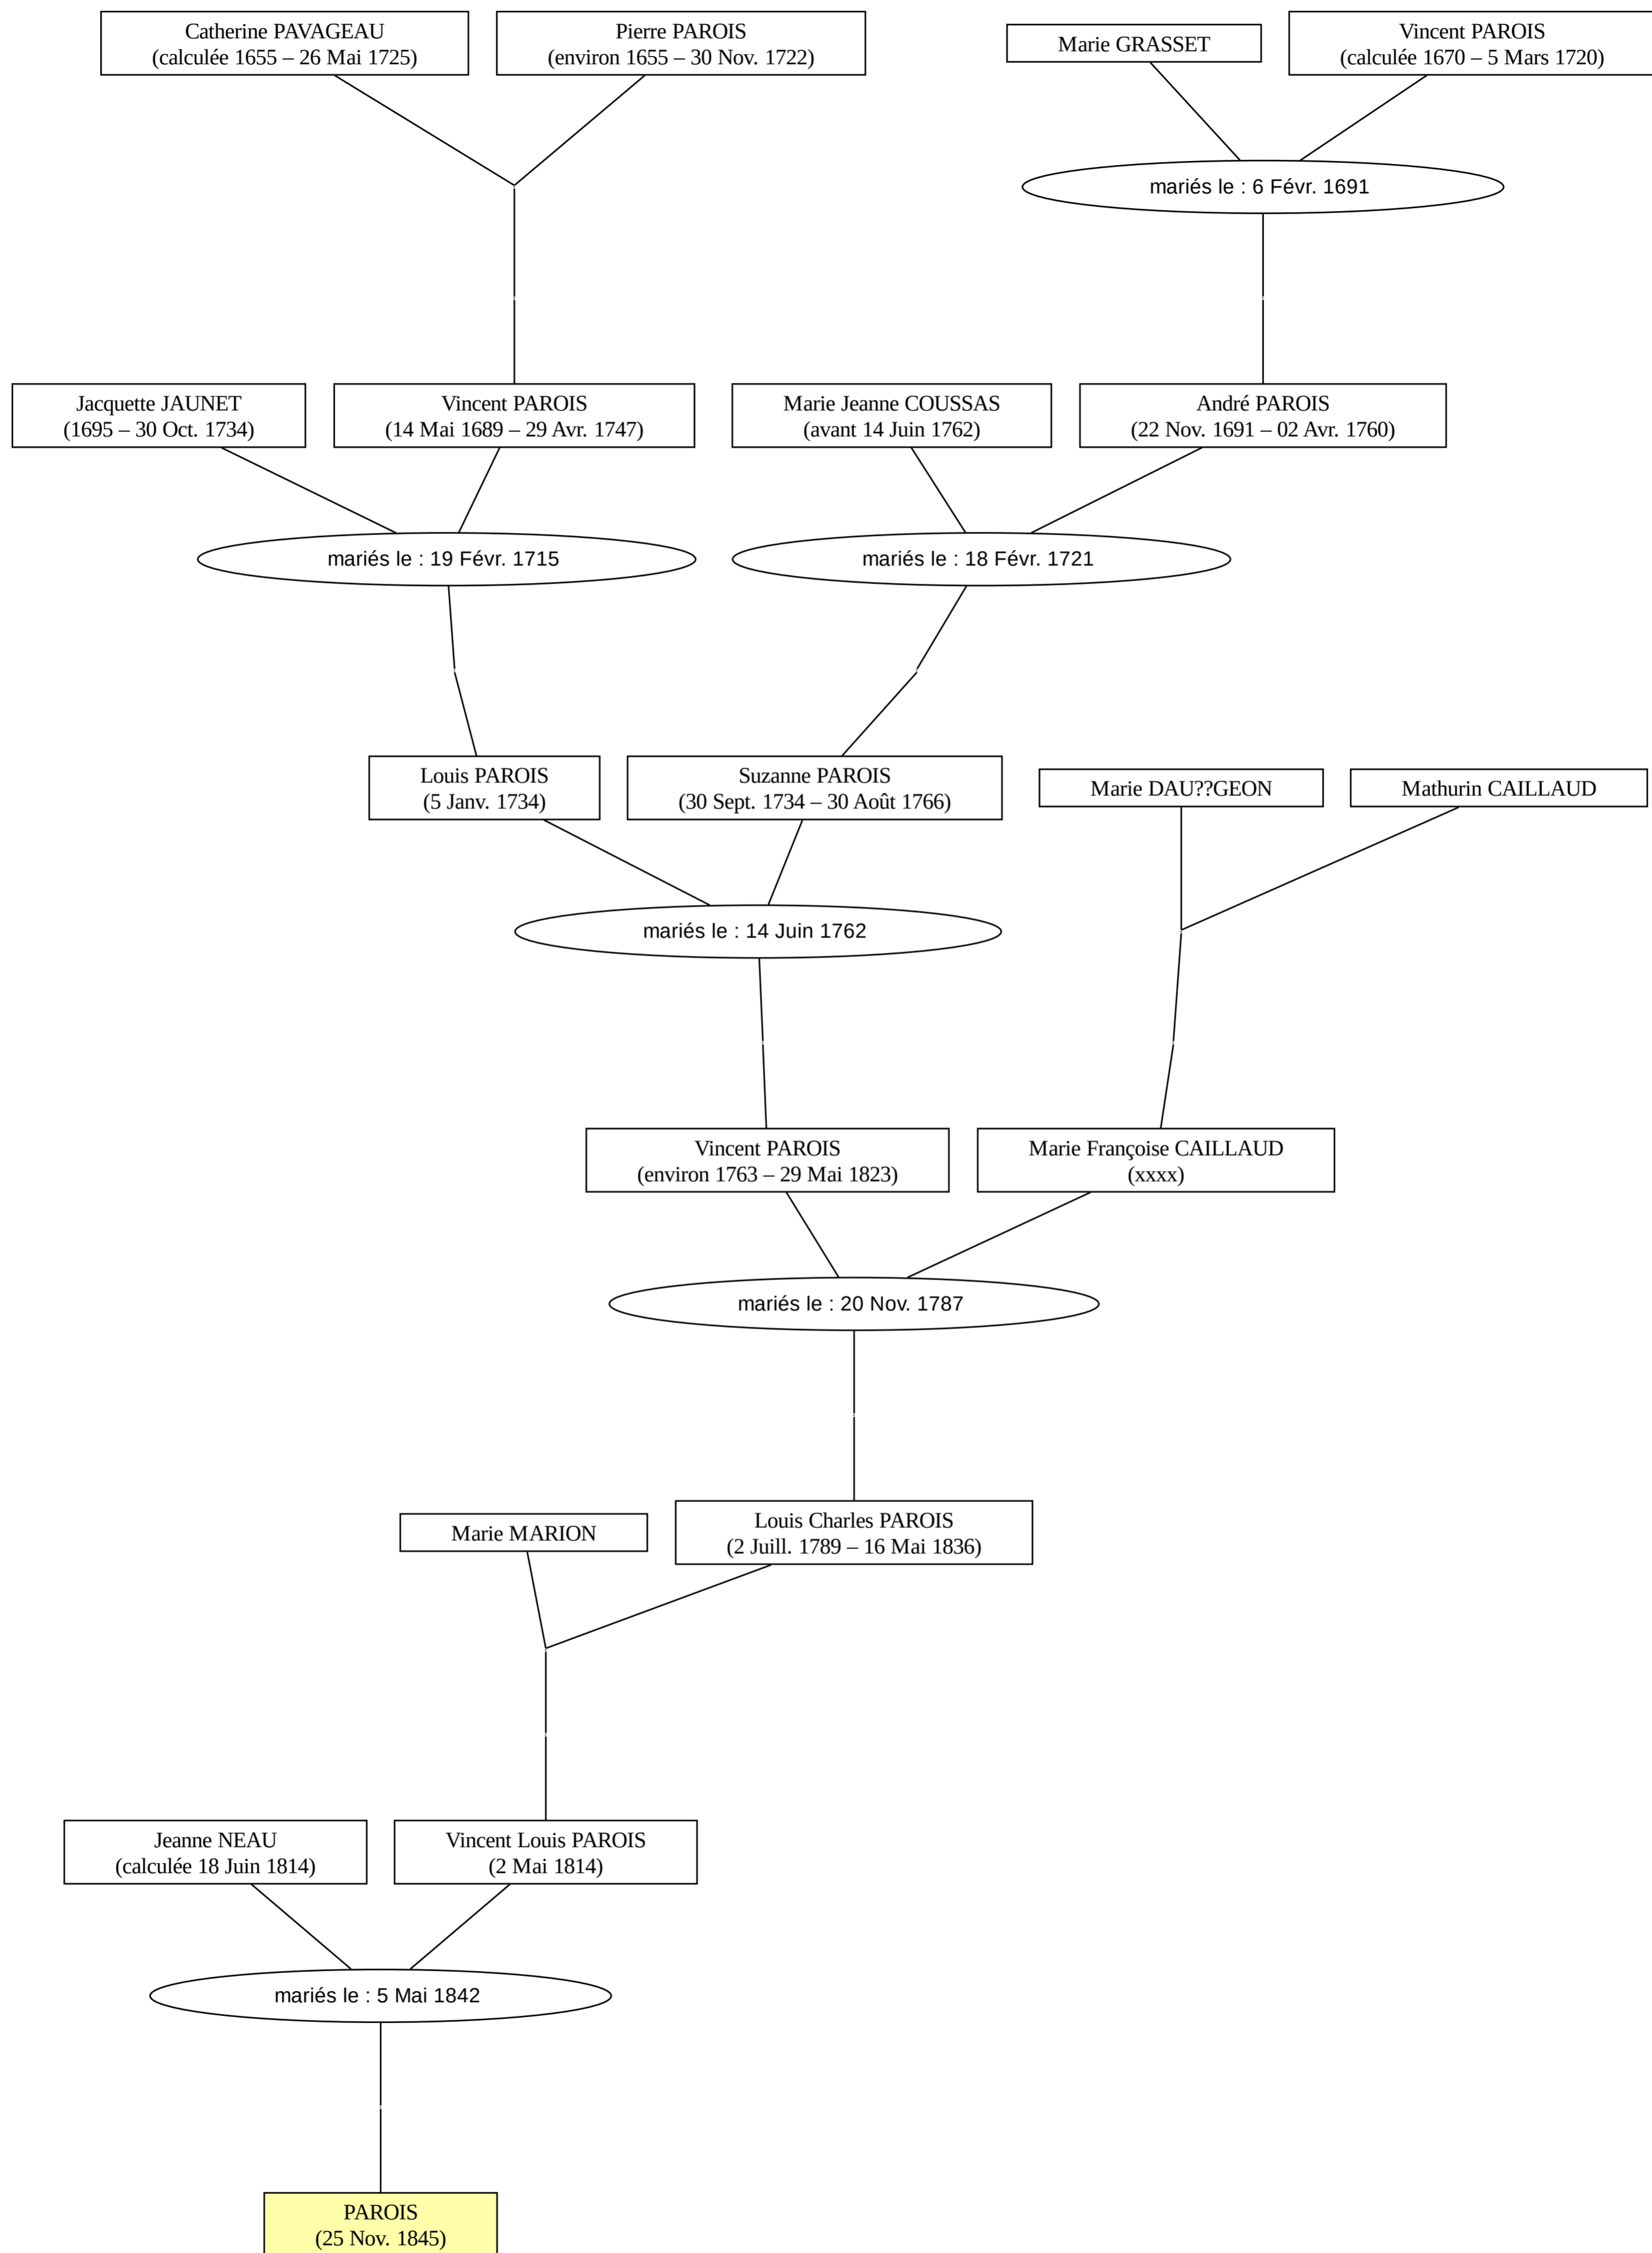 Catherine PAVAGEAU
(calculée 1655 – 26 Mai 1725)
Pierre PAROIS
(environ 1655 – 30 Nov. 1722)
Marie GRASSET
Vincent PAROIS
(calculée 1670 – 5 Mars 1720)
mariés le : 6 Févr. 1691
Jacquette JAUNET
(1695 – 30 Oct. 1734)
Vincent PAROIS
(14 Mai 1689 – 29 Avr. 1747)
Marie Jeanne COUSSAS
(avant 14 Juin 1762)
André PAROIS
(22 Nov. 1691 – 02 Avr. 1760)
mariés le : 19 Févr. 1715
mariés le : 18 Févr. 1721
Louis PAROIS
(5 Janv. 1734)
Suzanne PAROIS
(30 Sept. 1734 – 30 Août 1766)
Marie DAU??GEON
Mathurin CAILLAUD
mariés le : 14 Juin 1762
Vincent PAROIS
(environ 1763 – 29 Mai 1823)
Marie Françoise CAILLAUD
(xxxx)
mariés le : 20 Nov. 1787
Marie MARION
Louis Charles PAROIS
(2 Juill. 1789 – 16 Mai 1836)
Jeanne NEAU
(calculée 18 Juin 1814)
Vincent Louis PAROIS
(2 Mai 1814)
mariés le : 5 Mai 1842
PAROIS
(25 Nov. 1845)